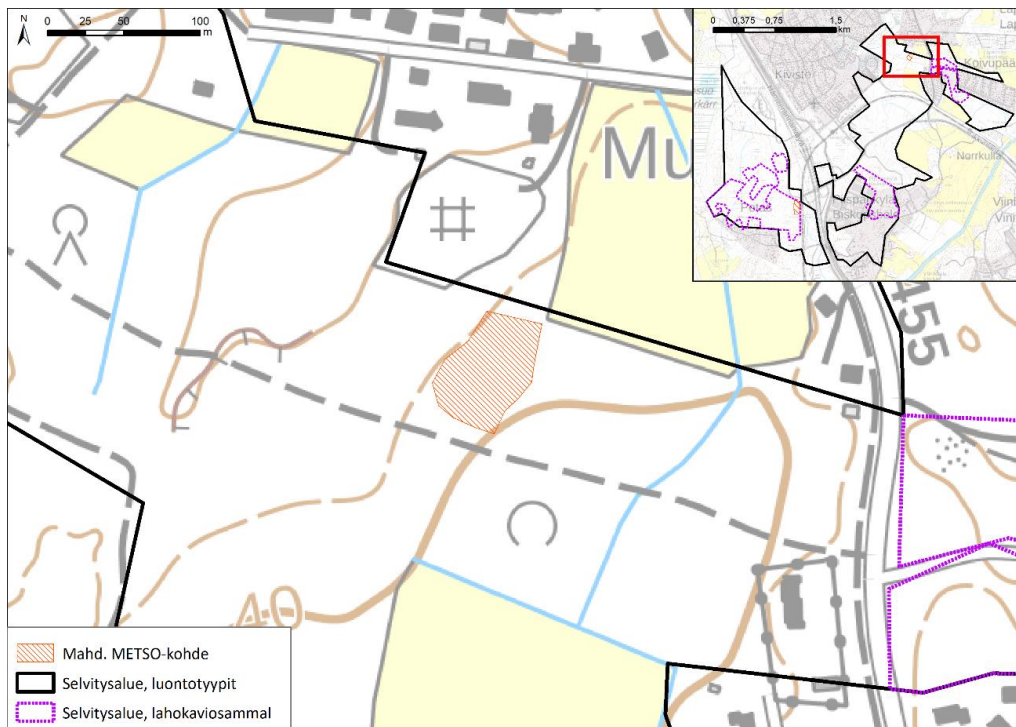 N
0 25 50 100
m
0 0,375 0,75 1,5
km
Kivistö
Koivupää
Norrkulla
Mu
455
40
Mahd. METSO-kohde
Selvitysalue, luontotyypit
Selvitysalue, lahokaviosammal